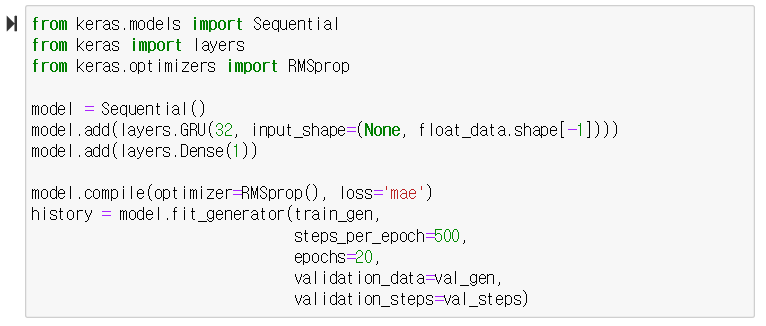 from keras.models import Sequential
from keras import layers
from keras.optimizers import RMSprop

model = Sequential()
model.add(layers.GRU(32, input_shape=(None, float_data.shape[-1])))
model.add(layers.Dense(1))

model.compile(optimizer=RMSprop(), loss='mae')
history = model.fit_generator(train_gen,
                              steps_per_epoch=500,
                              epochs=20,
                              validation_data=val_gen,
                              validation_steps=val_steps)